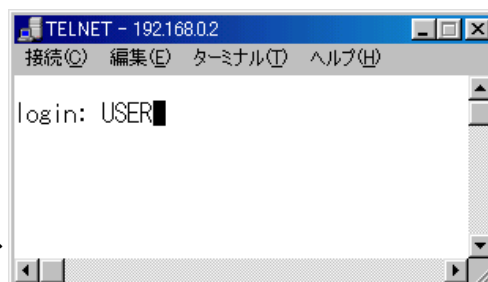 TELNET - 192.168.0.2
接続(C) 編集(E) ターミナル(T) ヘルプ(H)
login: USER